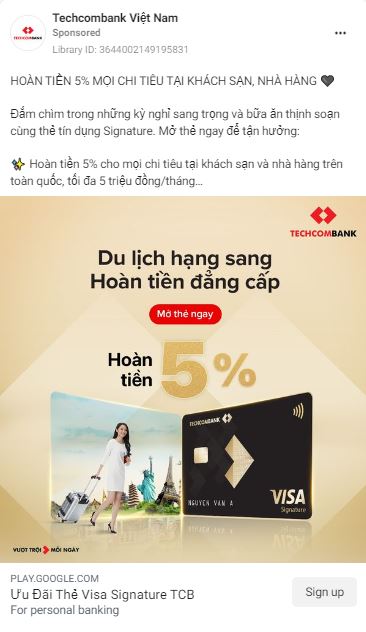 Techcombank Việt Nam
Sponsored
Library ID: 3644002149195831
HOÀN TIỀN 5% MỌI CHI TIÊU TẠI KHÁCH SẠN, NHÀ HÀNG 🖤
Đắm chìm trong những kỳ nghỉ sang trọng và bữa ăn thịnh soạn
cùng thẻ tín dụng Signature. Mở thẻ ngay để tận hưởng:
✨ Hoàn tiền 5% cho mọi chi tiêu tại khách sạn và nhà hàng trên
toàn quốc, tối đa 5 triệu đồng/tháng...
TECHCOMBANK
Du lịch hạng sang
Hoàn tiền đẳng cấp
Mở thẻ ngay
Hoàn
tiền
5%
TECHCOMBANK
NGUYEN VAN A
VISA
Signature
VƯỢT TRỘI MỖI NGÀY
PLAY.GOOGLE.COM
Ưu Đãi Thẻ Visa Signature TCB
For personal banking
Sign up